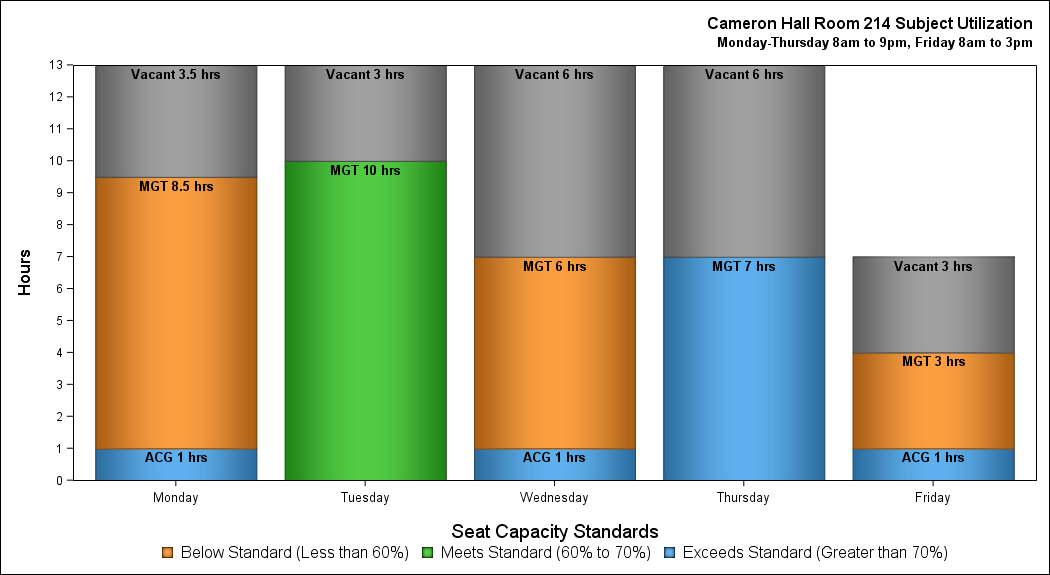 Cameron Hall Room 214 Subject Utilization
Monday-Thursday 8am to 9pm, Friday 8am to 3pm
Hours
13
12
11
10
9
8
7
6
5
4
3
2
1
0
Vacant 3.5 hrs
MGT 8.5 hrs
ACG 1 hrs
Vacant 3 hrs
MGT 10 hrs
Vacant 6 hrs
MGT 6 hrs
ACG 1 hrs
Vacant 6 hrs
MGT 7 hrs
Vacant 3 hrs
MGT 3 hrs
ACG 1 hrs
Monday Tuesday Wednesday Thursday Friday
Seat Capacity Standards
Below Standard (Less than 60%) Meets Standard (60% to 70%) Exceeds Standard (Greater than 70%)